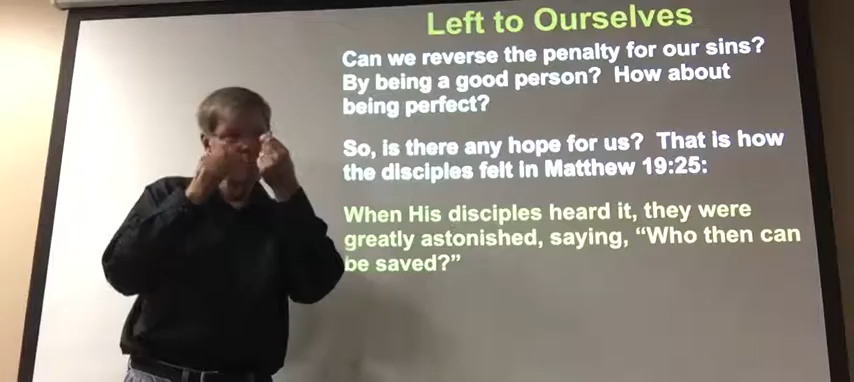 Left to Ourselves
Can we reverse the penalty for our sins?
By being a good person? How about
being perfect?
So, is there any hope for us? That is how
the disciples felt in Matthew 19:25:
When His disciples heard it, they were
greatly astonished, saying, “Who then can
be saved?”